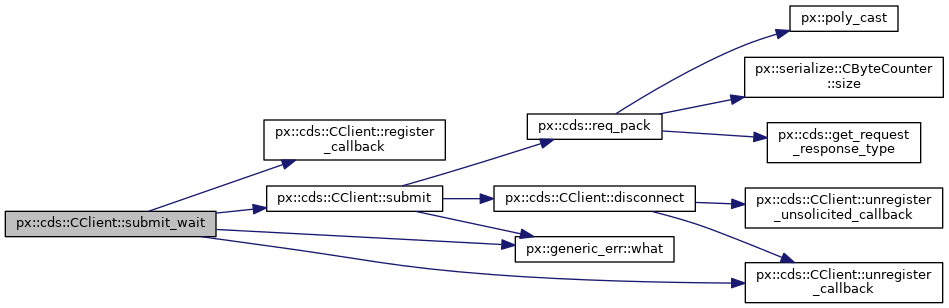 px::poly_cast
px::serialize::CByteCounter
::size
px::cds::CClient::register
_callback
px::cds::req_pack
px::cds::get_request
_response_type
px::cds::CClient::submit
px::cds::CClient::disconnect
px::cds::CClient::unregister
_unsolicited_callback
px::cds::CClient::submit_wait
px::generic_err::what
px::cds::CClient::unregister
_callback